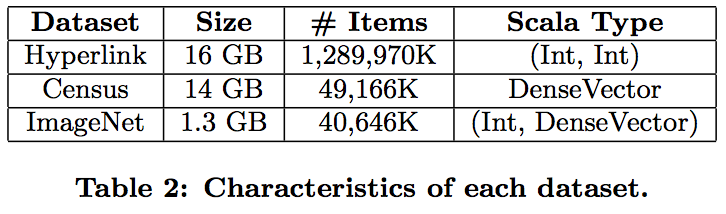 Dataset Size # Items Scala Type
Hyperlink 16 GB 1,289,970K (Int, Int)
Census 14 GB 49,166K DenseVector
ImageNet 1.3 GB 40,646K (Int, DenseVector)
Table 2: Characteristics of each dataset.